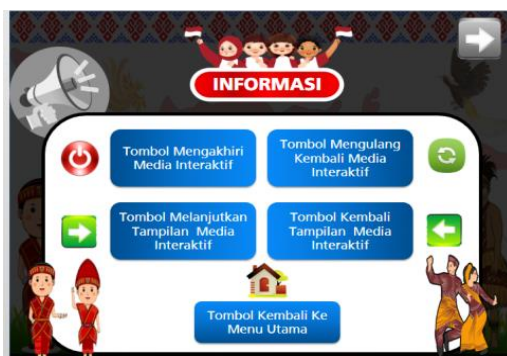 INFORMASI
Tombol Mengakhiri
Media Interaktif
Tombol Mengulang
Kembali Media
Interaktif
Tombol Melanjutkan
Tampilan Media
Interaktif
Tombol Kembali
Tampilan Media
Interaktif
Tombol Kembali Ke
Menu Utama